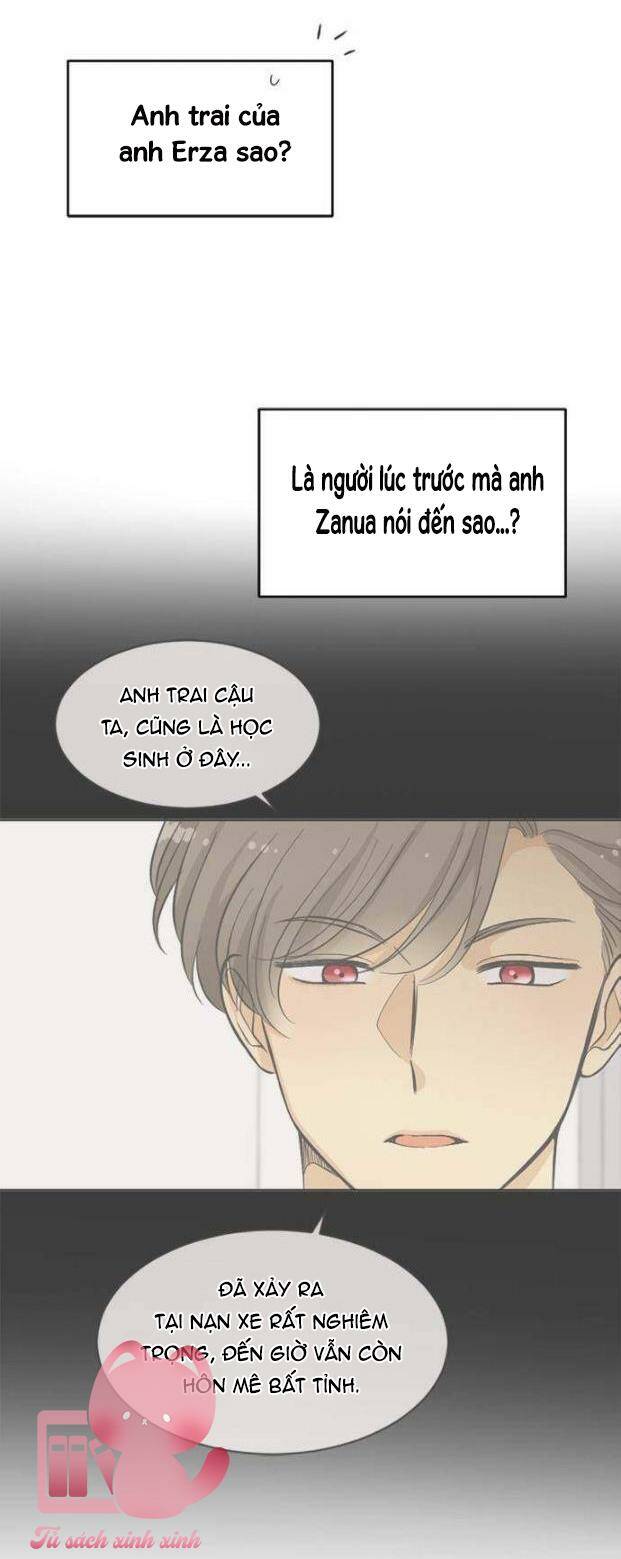 Anh trai của
anh Erza sao?
Là người lúc trước mà anh
Zanua nói đến sao...?
ANH TRAI CẬU
TA, CŨNG LÀ HỌC
SINH Ở ĐÂY...
ĐÃ XẢY RA
TẠI NẠN XE RẤT NGHIÊM
TRỌNG, ĐẾN GIỜ VẪN CÒN
HÔN MÊ BẤT TỈNH.
Tủ sách xinh xinh